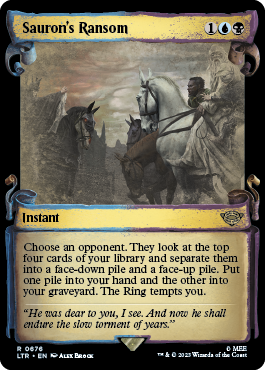 Sauron's Ransom 1
Instant
Choose an opponent. They look at the top
four cards of your library and separate them
into a face-down pile and a face-up pile. Put
one pile into your hand and the other into
your graveyard. The Ring tempts you.
"He was dear to you, I see. And now he shall
endure the slow torment of years."
R 0676
LTR • EN ALEX BROCK
MEE
™ & © 2023 Wizards of the Coast